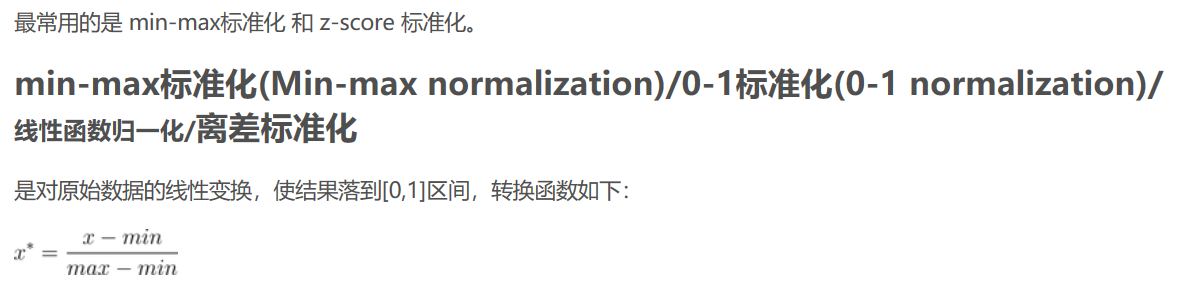 最常用的是 min-max标准化 和 z-score 标准化。
min-max标准化(Min-max normalization)/0-1标准化(0-1 normalization)/
线性函数归一化/离差标准化
是对原始数据的线性变换，使结果落到[0,1]区间，转换函数如下：
x* = \frac{x - min}{max - min}